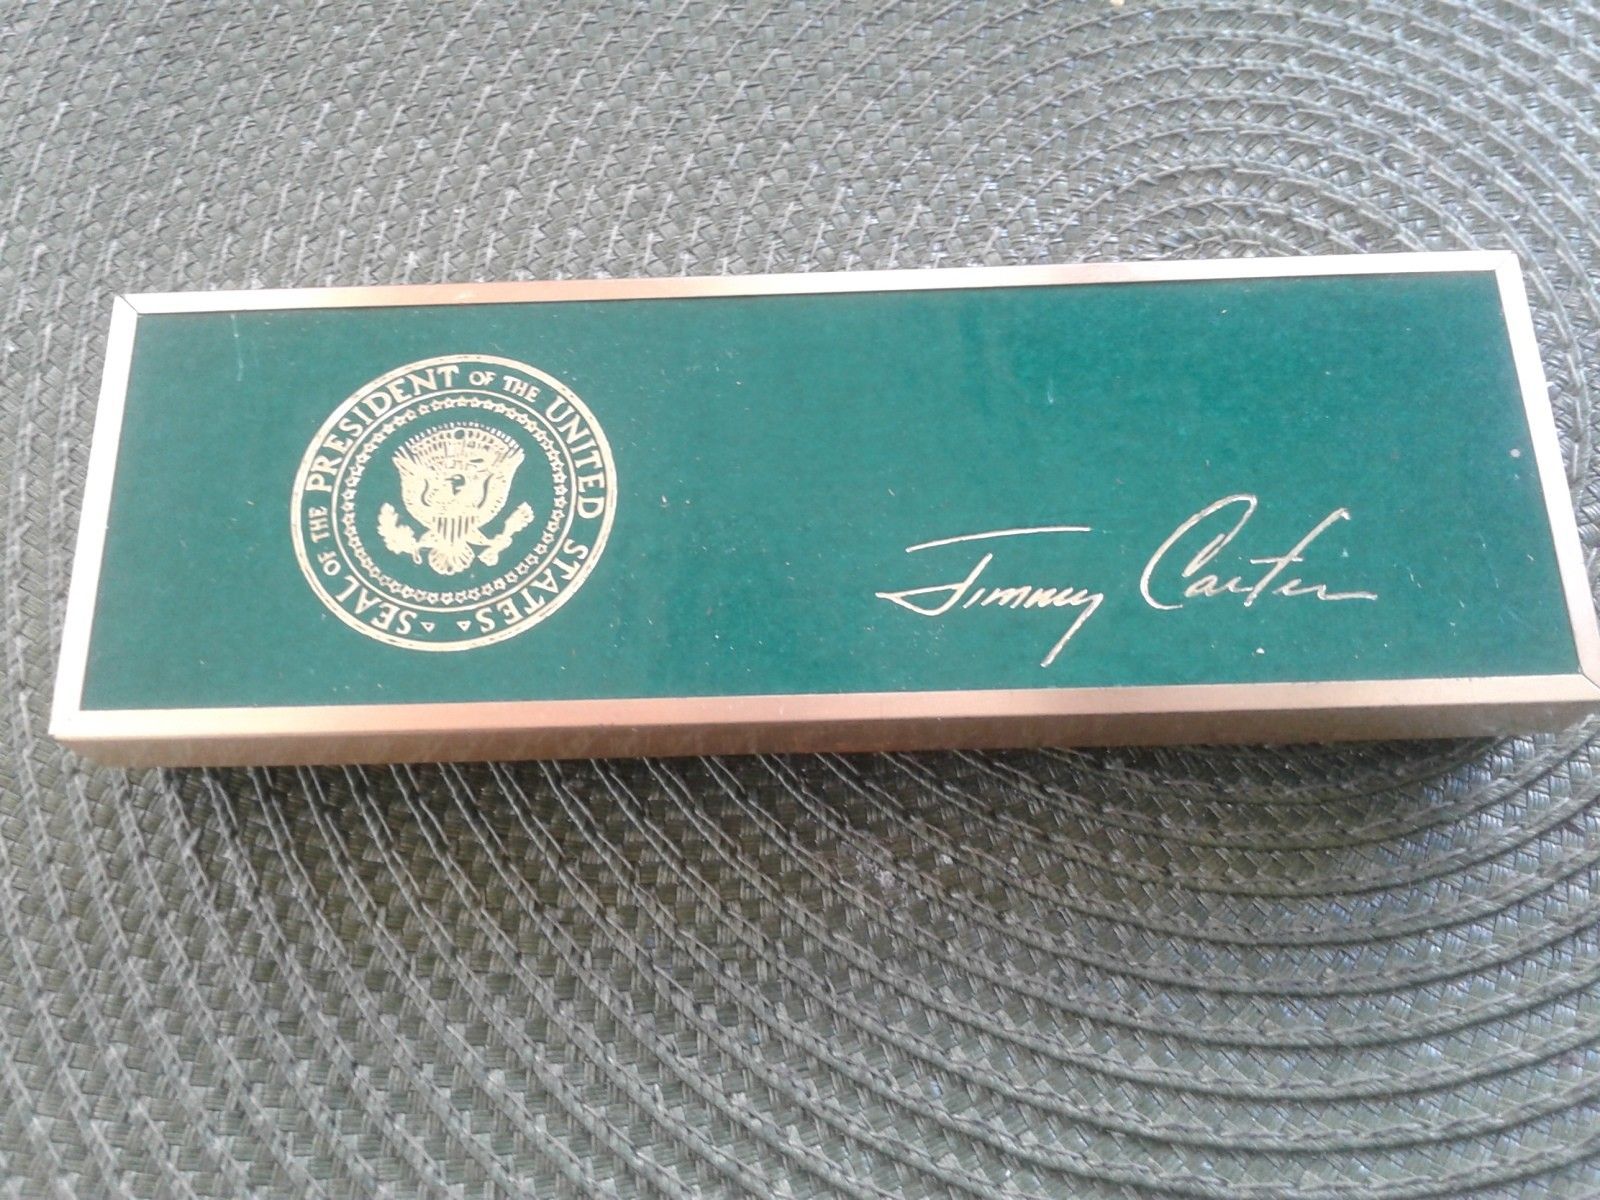 SEAL OF THE PRESIDENT OF THE UNITED STATES
Jimmy Carter